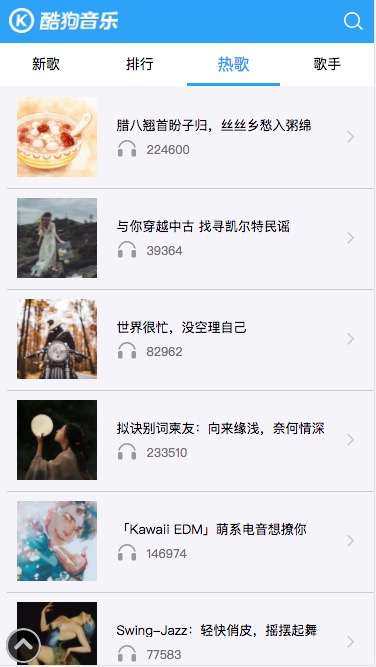 酷狗音乐
新歌 排行 热歌 歌手
腊八翘首盼子归，丝丝乡愁入粥绵
224600
与你穿越中古 找寻凯尔特民谣
39364
世界很忙，没空理自己
82962
拟诀别词柬友：向来缘浅，奈何情深
233510
「Kawaii EDM」萌系电音想撩你
146974
Swing-Jazz：轻快俏皮，摇摆起舞
77583